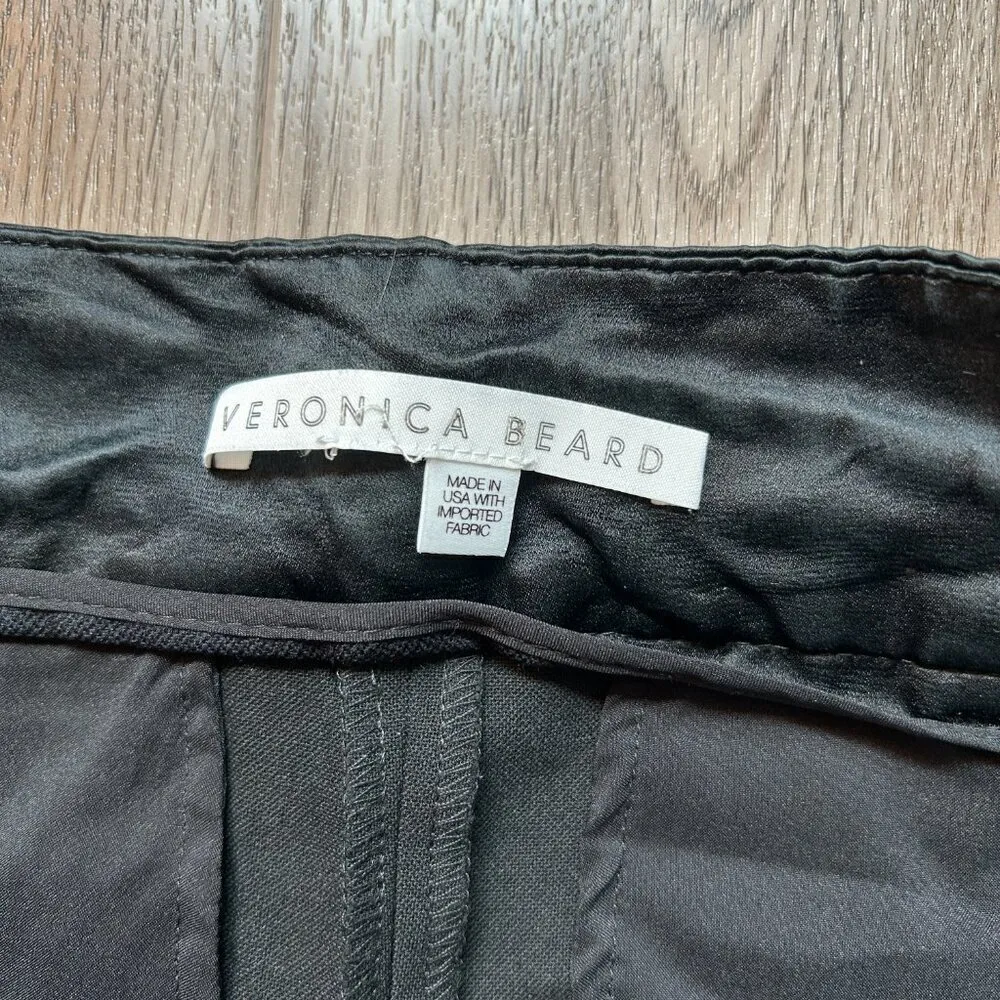 VERONICA BEARD
MADE IN
USA WITH
IMPORTED
FABRIC